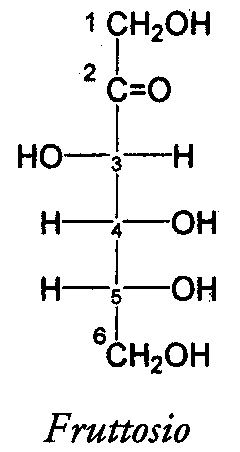 1 CH₂OH
2
C=O
HO 3 H
H 4 OH
H 5 OH
6
CH₂OH
Fruttosio